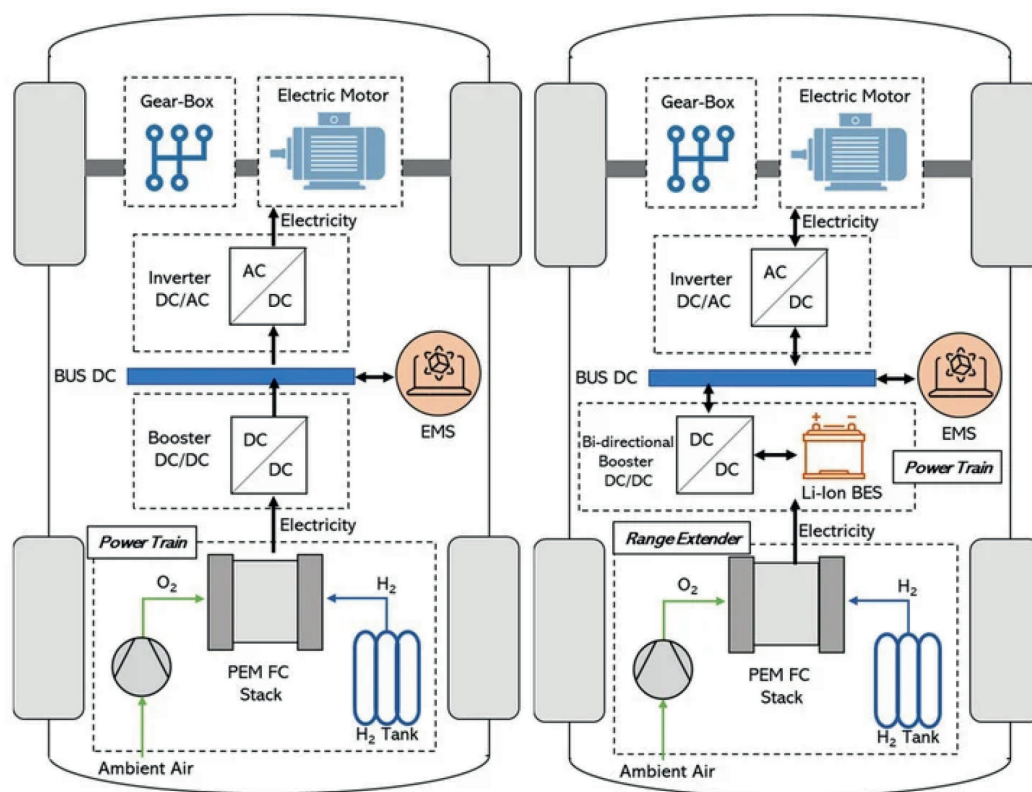 Gear-Box
Electric Motor
Electricity
Inverter
DC/AC
AC
DC
BUS DC
EMS
Booster
DC/DC
DC
DC
Electricity
Power Train
O2
H2
PEM FC
Stack
H2 Tank
Ambient Air
Gear-Box
Electric Motor
Electricity
Inverter
DC/AC
AC
DC
BUS DC
EMS
Bi-directional
Booster
DC/DC
DC
DC
+ -
Li-Ion BES
Power Train
Electricity
Range Extender
O2
H2
PEM FC
Stack
H2 Tank
Ambient Air